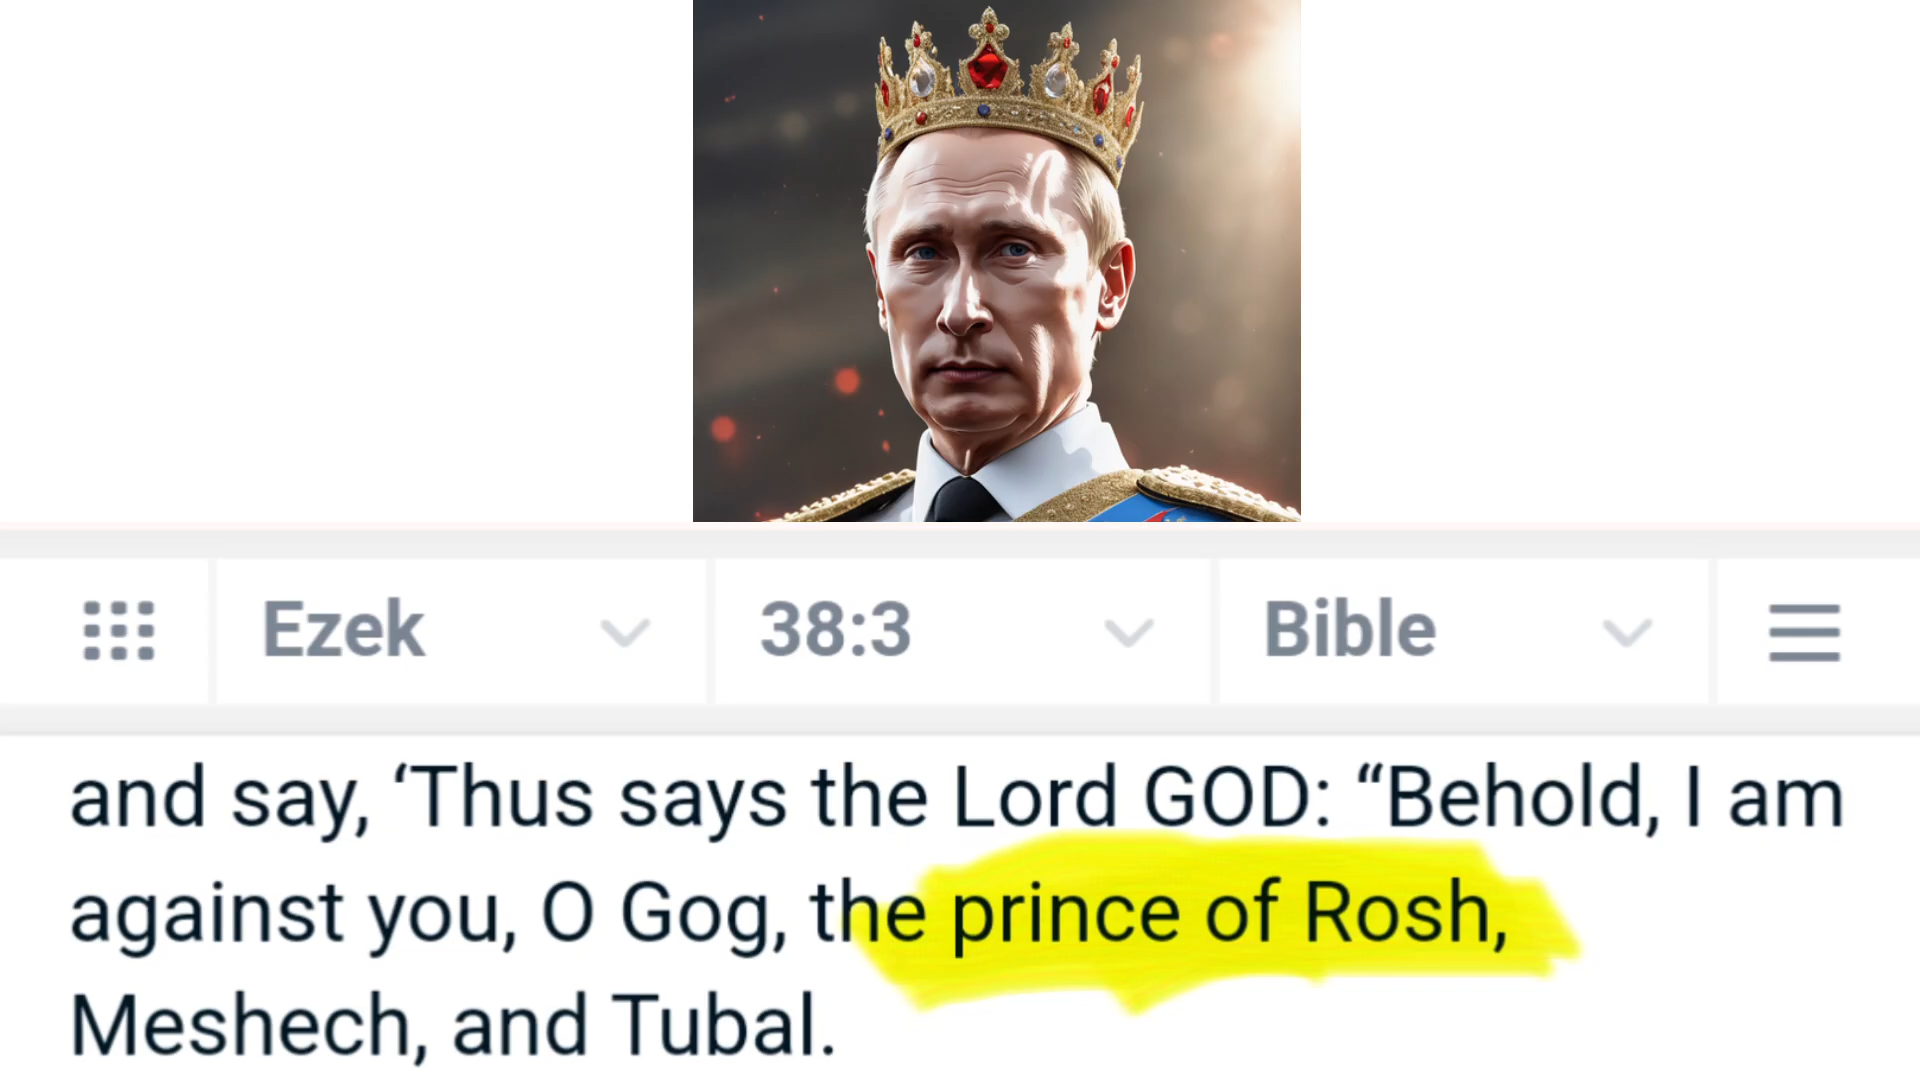 Ezek 38:3 Bible
and say, ‘Thus says the Lord GOD: “Behold, I am
against you, O Gog, the prince of Rosh,
Meshech, and Tubal.